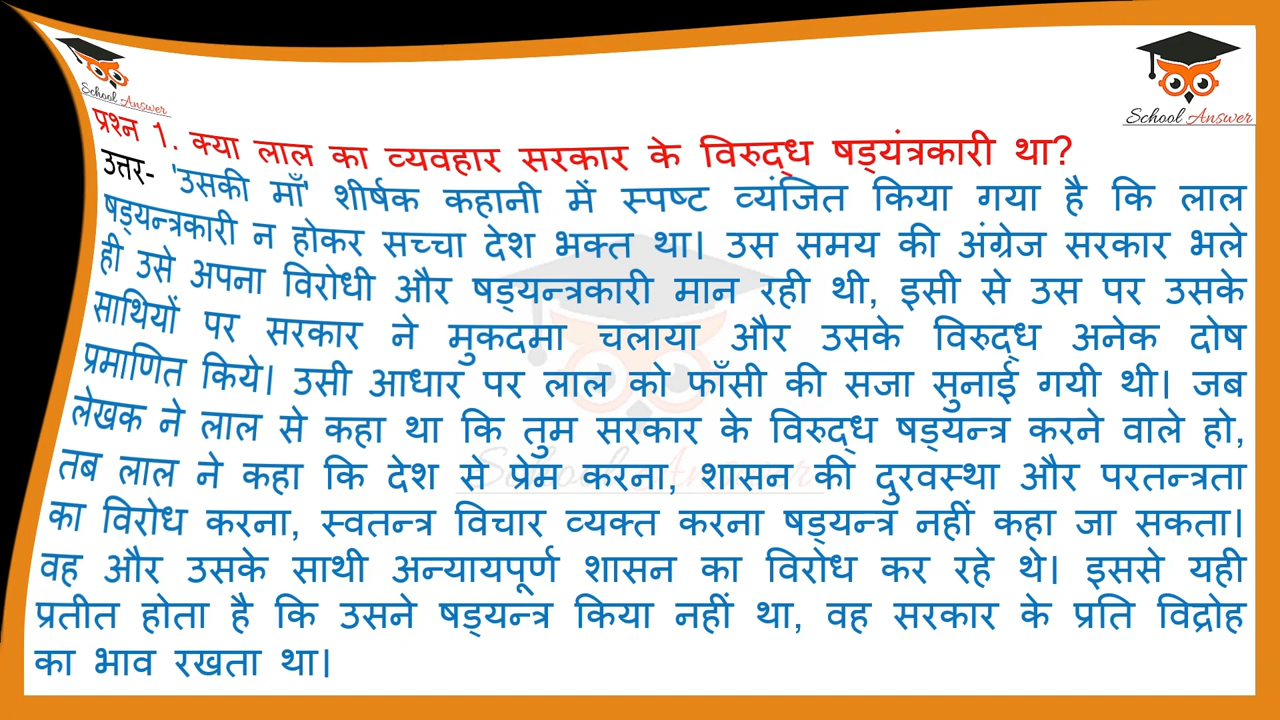 School Answer
School Answer
प्रश्न 1. क्या लाल का व्यवहार सरकार के विरुद्ध षड्यंत्रकारी था?
उत्तर- 'उसकी माँ' शीर्षक कहानी में स्पष्ट व्यंजित किया गया है कि लाल
षड्यन्त्रकारी न होकर सच्चा देश भक्त था। उस समय की अंग्रेज सरकार भले
ही उसे अपना विरोधी और षड्यन्त्रकारी मान रही थी, इसी से उस पर उसके
साथियों पर सरकार ने मुकदमा चलाया और उसके विरुद्ध अनेक दोष
प्रमाणित किये। उसी आधार पर लाल को फाँसी की सजा सुनाई गयी थी। जब
लेखक ने लाल से कहा था कि तुम सरकार के विरुद्ध षड्यन्त्र करने वाले हो,
तब लाल ने कहा कि देश से प्रेम करना, शासन की दुरवस्था और परतन्त्रता
का विरोध करना, स्वतन्त्र विचार व्यक्त करना षड्यन्त्र नहीं कहा जा सकता।
वह और उसके साथी अन्यायपूर्ण शासन का विरोध कर रहे थे। इससे यही
प्रतीत होता है कि उसने षड्यन्त्र किया नहीं था, वह सरकार के प्रति विद्रोह
का भाव रखता था।
School Answer